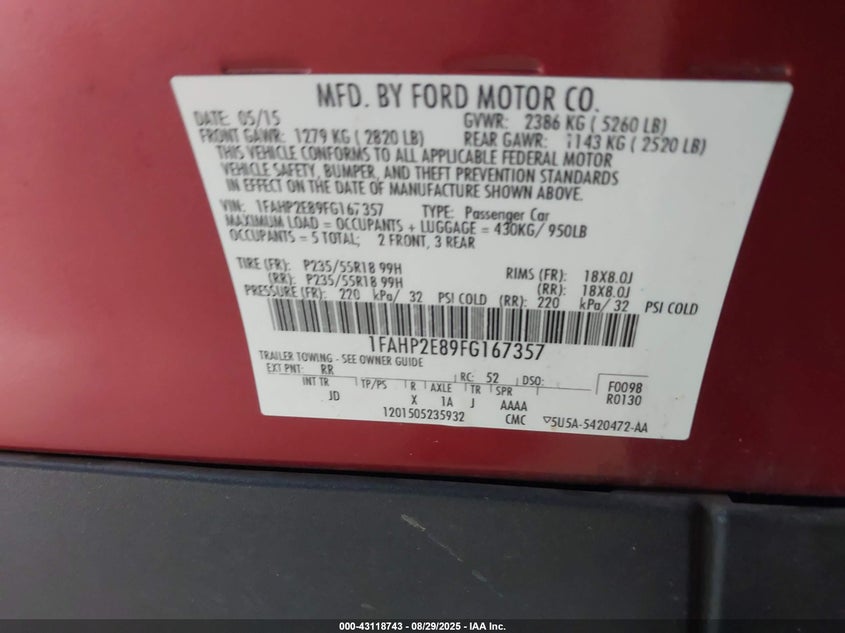 MFD. BY FORD MOTOR CO.
DATE: 05/15 GVWR: 2386 KG ( 5260 LB)
FRONT GAWR: 1279 KG ( 2820 LB) REAR GAWR: 1143 KG ( 2520 LB)
THIS VEHICLE CONFORMS TO ALL APPLICABLE FEDERAL MOTOR
VEHICLE SAFETY, BUMPER, AND THEFT PREVENTION STANDARDS
IN EFFECT ON THE DATE OF MANUFACTURE SHOWN ABOVE.
VIN: 1FAHP2E89FG167357 TYPE: Passenger Car
MAXIMUM LOAD = OCCUPANTS + LUGGAGE = 430KG/ 950LB
OCCUPANTS = 5 TOTAL; 2 FRONT, 3 REAR
TIRE (FR): P235/55R18 99H RIMS (FR): 18X8.0J
(RR): P235/55R18 99H (RR): 18X8.0J
PRESSURE (FR): 220 kPa/ 32 PSI COLD (RR): 220 kPa/ 32 PSI COLD
1FAHP2E89FG167357
TRAILER TOWING - SEE OWNER GUIDE
EXT PNT: RR RC: 52 DSO: F0098
INT TR TP/PS R AXLE TR SPR R0130
JD X 1A J AAAA
1201505235932 CMC ▽5U5A-5420472-AA
000-43118743 - 08/29/2025 - IAA Inc.